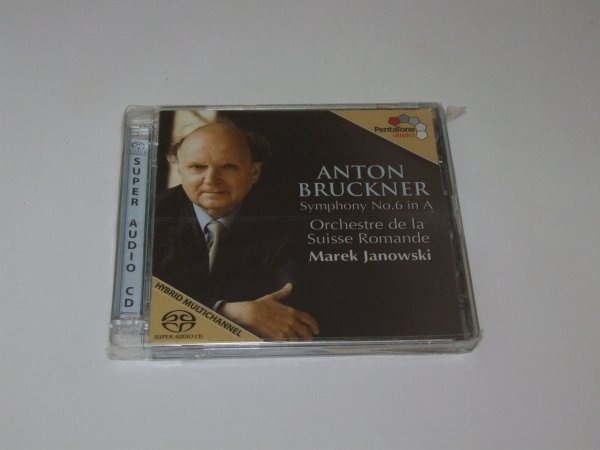 PentaTone
classics
ANTON
BRUCKNER
Symphony No.6 in A
Orchestre de la
Suisse Romande
Marek Janowski
HYBRID MULTICHANNEL
SUPER AUDIO CD
SUPER AUDIO CD